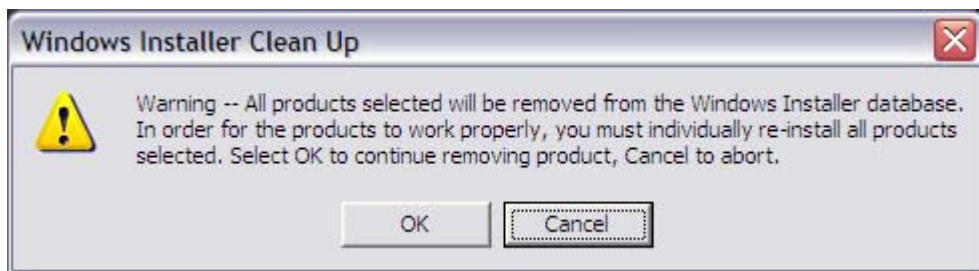 Windows Installer Clean Up
Warning -- All products selected will be removed from the Windows Installer database.
In order for the products to work properly, you must individually re-install all products
selected. Select OK to continue removing product, Cancel to abort.
OK
Cancel